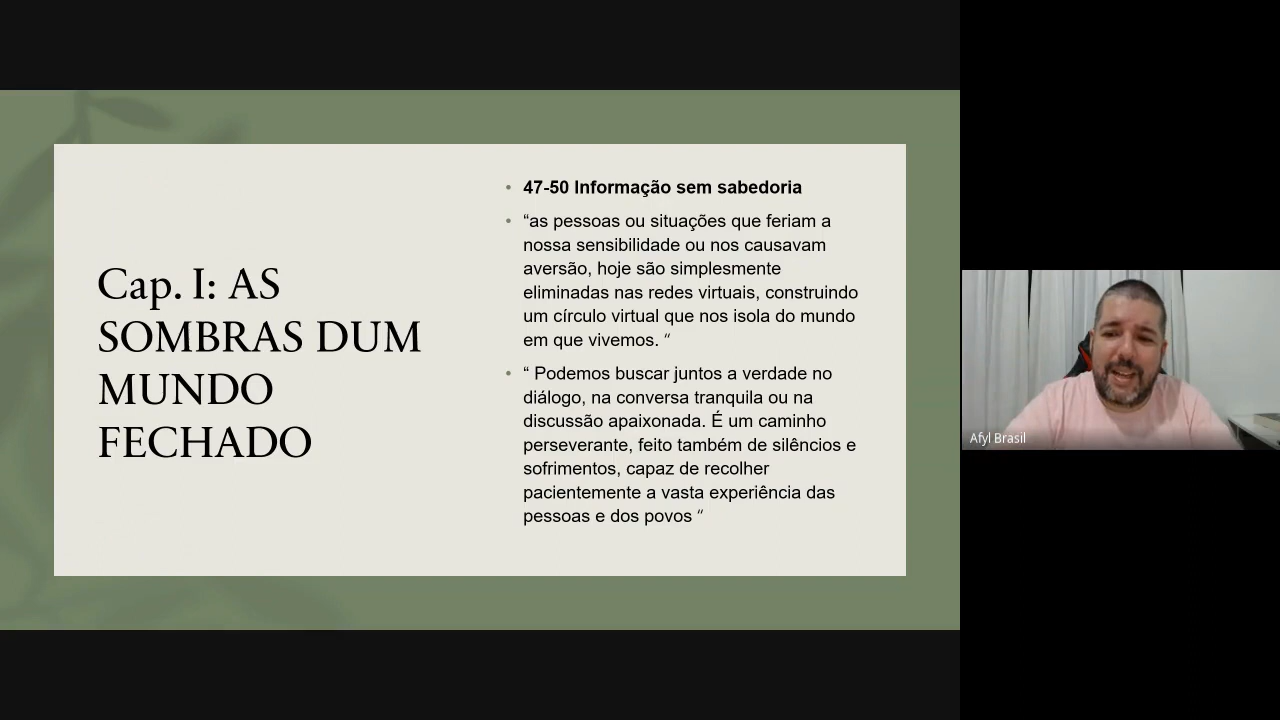 Cap. I: AS
SOMBRAS DUM
MUNDO
FECHADO
• 47-50 Informação sem sabedoria
• “as pessoas ou situações que feriam a
nossa sensibilidade ou nos causavam
aversão, hoje são simplesmente
eliminadas nas redes virtuais, construindo
um círculo virtual que nos isola do mundo
em que vivemos. “
• “ Podemos buscar juntos a verdade no
diálogo, na conversa tranquila ou na
discussão apaixonada. É um caminho
perseverante, feito também de silêncios e
sofrimentos, capaz de recolher
pacientemente a vasta experiência das
pessoas e dos povos “
Afyl Brasil